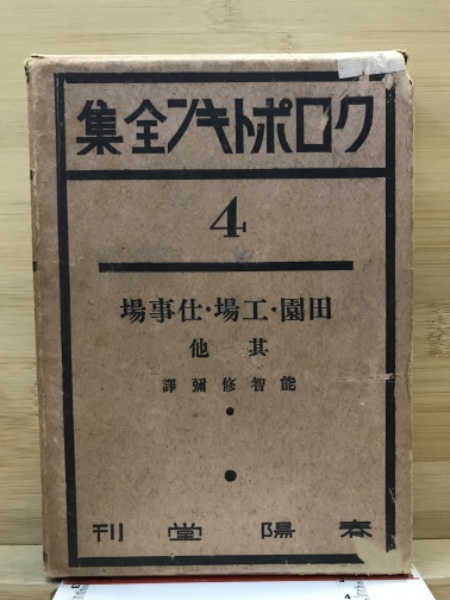 クロポトキン全集
4
田園・工場・仕事場
其他
能智修彌譯
春陽堂刊